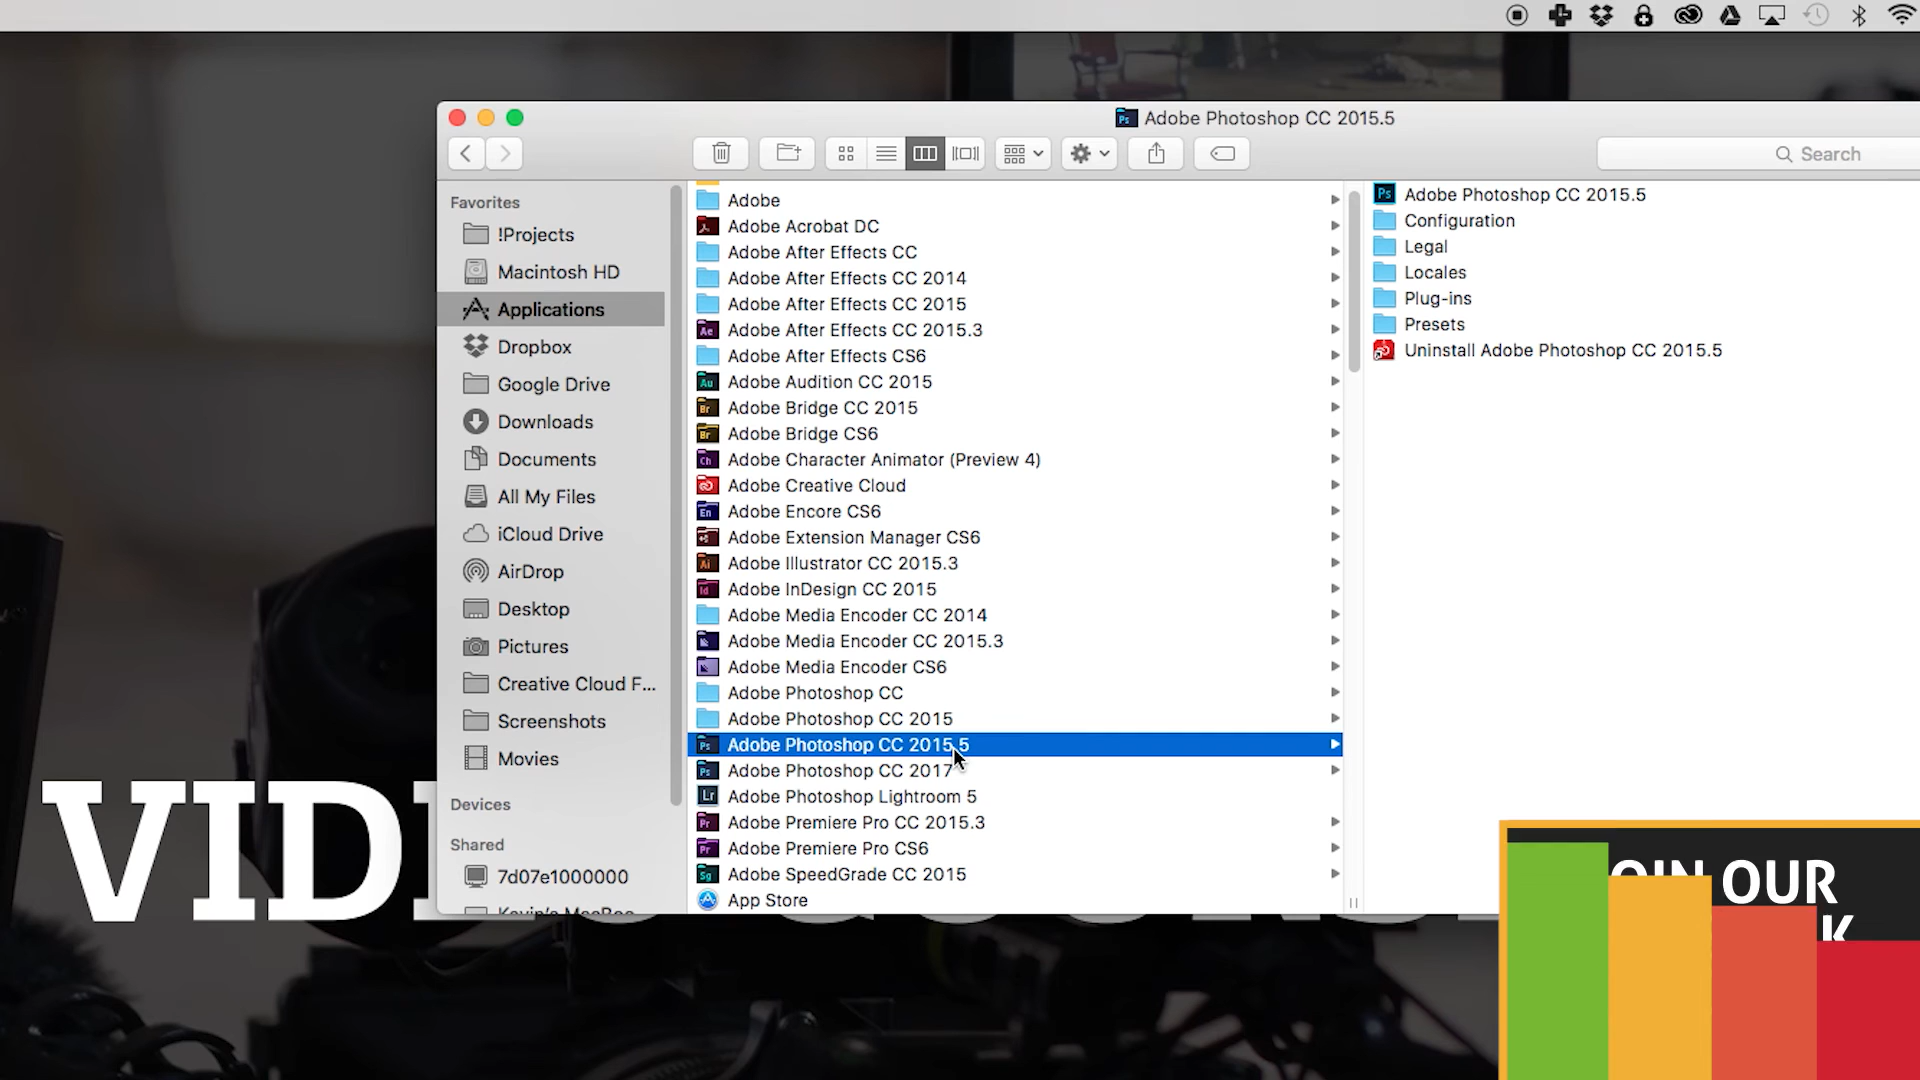 Adobe Photoshop CC 2015.5
Search
Favorites
!Projects
Macintosh HD
Applications
Dropbox
Google Drive
Downloads
Documents
All My Files
iCloud Drive
AirDrop
Desktop
Pictures
Creative Cloud F...
Screenshots
Movies
Devices
Shared
7d07e1000000
Kevin's MacBoo
Adobe
Adobe Acrobat DC
Adobe After Effects CC
Adobe After Effects CC 2014
Adobe After Effects CC 2015
Adobe After Effects CC 2015.3
Adobe After Effects CS6
Adobe Audition CC 2015
Adobe Bridge CC 2015
Adobe Bridge CS6
Adobe Character Animator (Preview 4)
Adobe Creative Cloud
Adobe Encore CS6
Adobe Extension Manager CS6
Adobe Illustrator CC 2015.3
Adobe InDesign CC 2015
Adobe Media Encoder CC 2014
Adobe Media Encoder CC 2015.3
Adobe Media Encoder CS6
Adobe Photoshop CC
Adobe Photoshop CC 2015
Adobe Photoshop CC 2015.5
Adobe Photoshop CC 2017
Adobe Photoshop Lightroom 5
Adobe Premiere Pro CC 2015.3
Adobe Premiere Pro CS6
Adobe SpeedGrade CC 2015
App Store
Adobe Photoshop CC 2015.5
Configuration
Legal
Locales
Plug-ins
Presets
Uninstall Adobe Photoshop CC 2015.5
VID
OIN OUR
K